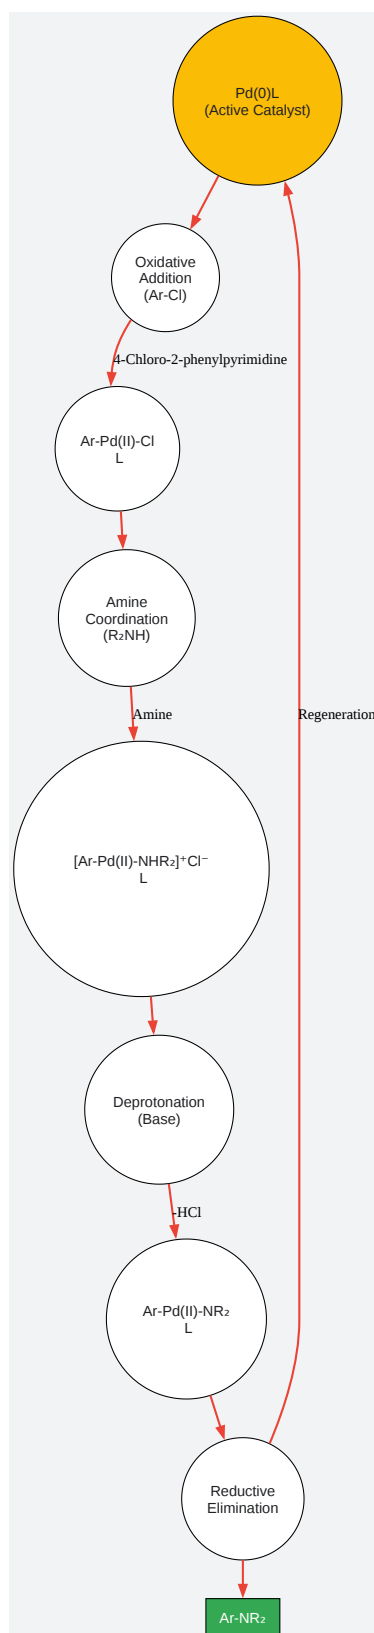 Pd(0)L
(Active Catalyst)
Oxidative
Addition
(Ar-Cl)
4-Chloro-2-phenylpyrimidine
Ar-Pd(II)-Cl
L
Amine
Coordination
(R₂NH)
Amine
Regeneration
[Ar-Pd(II)-NHR₂]⁺Cl⁻
L
Deprotonation
(Base)
-HCl
Ar-Pd(II)-NR₂
L
Reductive
Elimination
Ar-NR₂